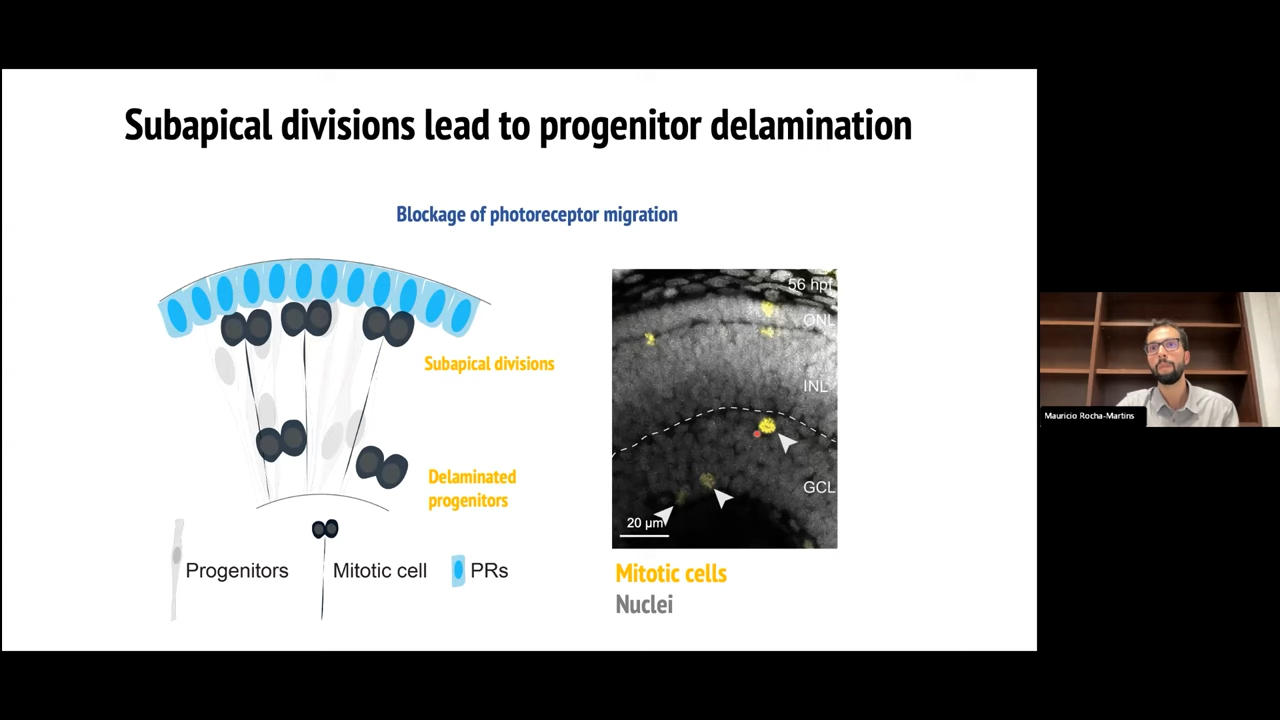 Subapical divisions lead to progenitor delamination
Blockage of photoreceptor migration
56 hpf
ONL
Subapical divisions
INL
Mauricio Rocha-Martins
Delaminated
progenitors
GCL
20 µm
Progenitors
Mitotic cell
PRs
Mitotic cells
Nuclei